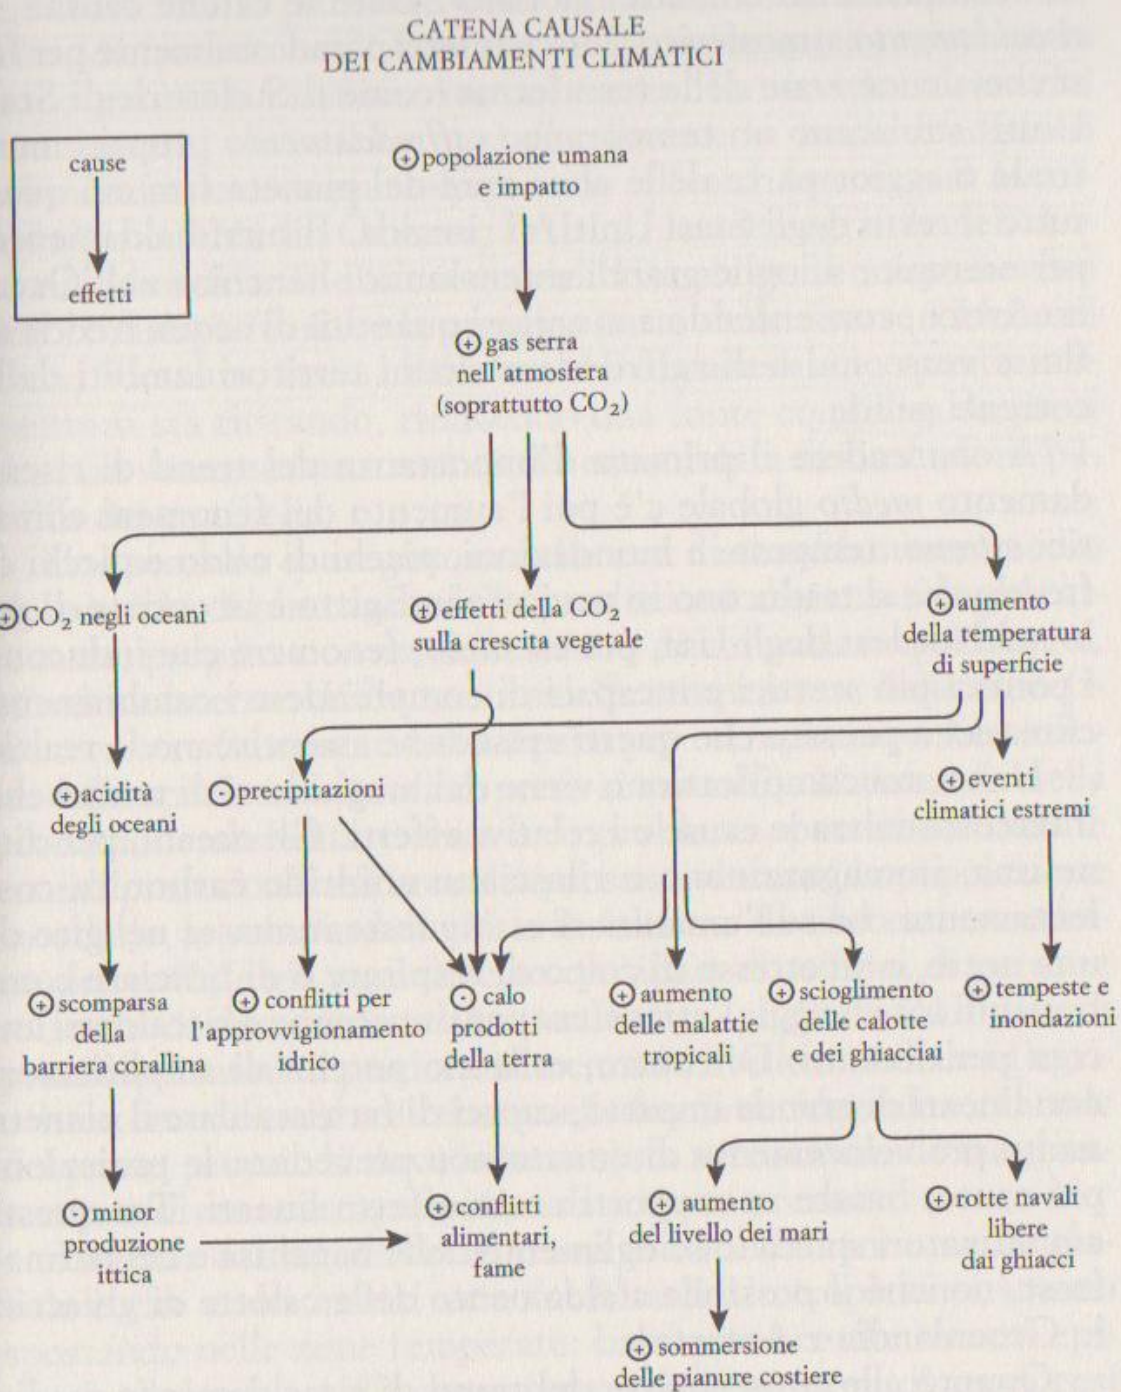 CATENA CAUSALE
DEI CAMBIAMENTI CLIMATICI
cause
effetti
+ popolazione umana
e impatto
+ gas serra
nell'atmosfera
(soprattutto CO₂)
+ CO₂ negli oceani
± effetti della CO₂
sulla crescita vegetale
+ aumento
della temperatura
di superficie
+ acidità
degli oceani
- precipitazioni
+ eventi
climatici estremi
+ scomparsa
della
barriera corallina
+ conflitti per
l'approvvigionamento
idrico
- calo
prodotti
della terra
+ aumento
delle malattie
tropicali
+ scioglimento
delle calotte
e dei ghiacciai
+ tempeste e
inondazioni
- minor
produzione
ittica
+ conflitti
alimentari,
fame
+ aumento
del livello dei mari
+ rotte navali
libere
dai ghiacci
+ sommersione
delle pianure costiere